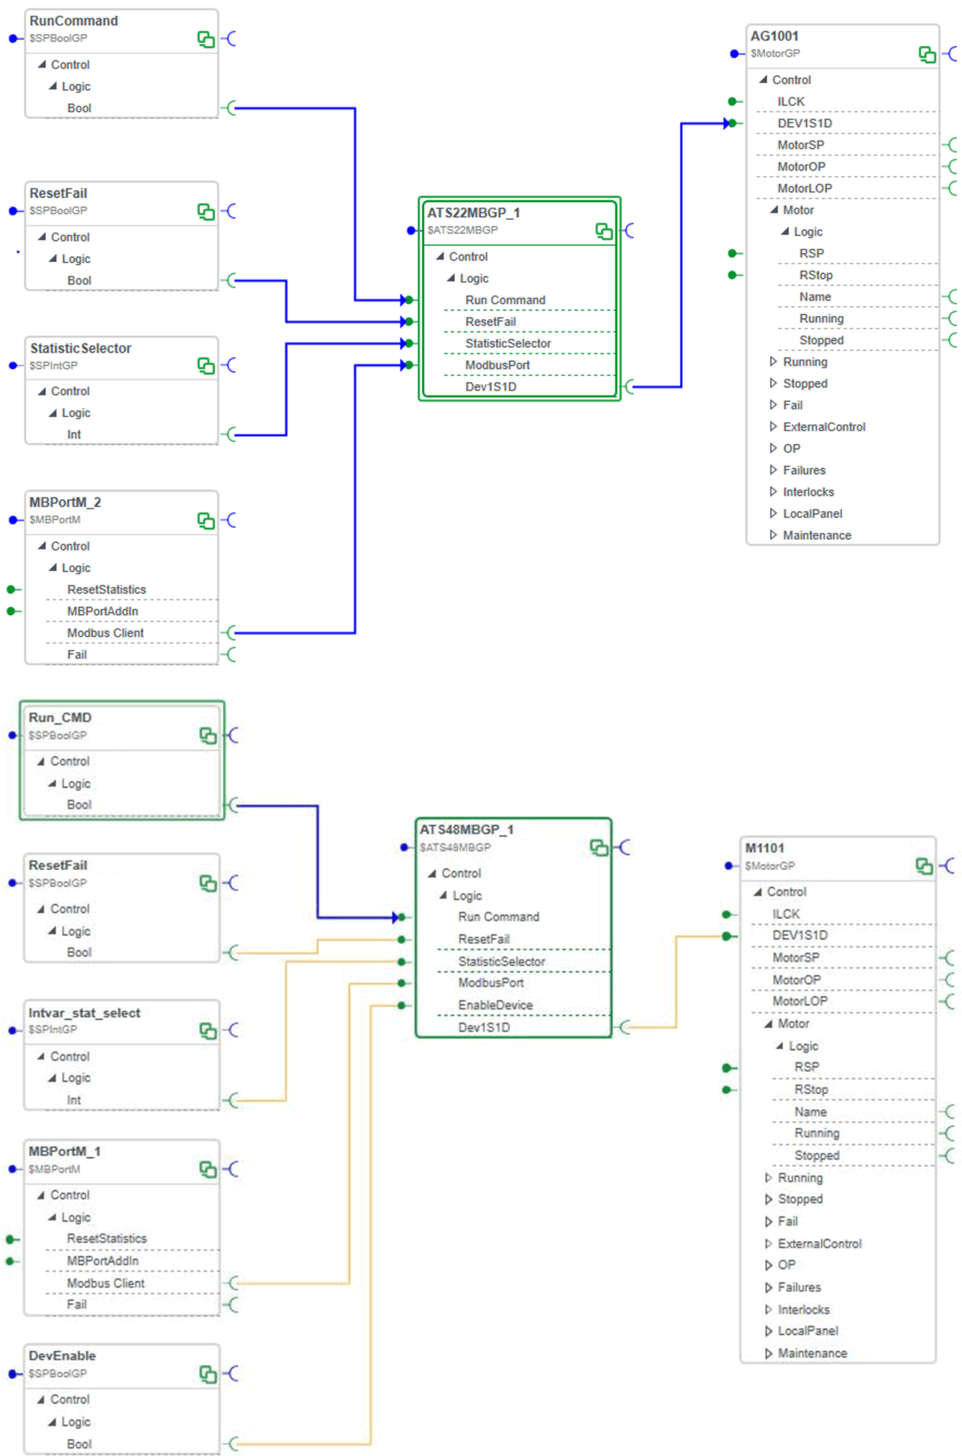 RunCommand
$SPBoolGP
Control
Logic
Bool
ResetFail
$SPBoolGP
Control
Logic
Bool
StatisticSelector
$SPIntGP
Control
Logic
Int
MBPortM_2
$MBPortM
Control
Logic
ResetStatistics
MBPortAddIn
Modbus Client
Fail
ATS22MBGP_1
$ATS22MBGP
Control
Logic
Run Command
ResetFail
StatisticSelector
ModbusPort
Dev1S1D
AG1001
$MotorGP
Control
ILCK
DEV1S1D
MotorSP
MotorOP
MotorLOP
Motor
Logic
RSP
RStop
Name
Running
Stopped
Running
Stopped
Fail
ExternalControl
OP
Failures
Interlocks
LocalPanel
Maintenance
Run_CMD
$SPBoolGP
Control
Logic
Bool
ResetFail
$SPBoolGP
Control
Logic
Bool
Intvar_stat_select
$SPIntGP
Control
Logic
Int
MBPortM_1
$MBPortM
Control
Logic
ResetStatistics
MBPortAddIn
Modbus Client
Fail
DevEnable
$SPBoolGP
Control
Logic
Bool
ATS48MBGP_1
$ATS48MBGP
Control
Logic
Run Command
ResetFail
StatisticSelector
ModbusPort
EnableDevice
Dev1S1D
M1101
$MotorGP
Control
ILCK
DEV1S1D
MotorSP
MotorOP
MotorLOP
Motor
Logic
RSP
RStop
Name
Running
Stopped
Running
Stopped
Fail
ExternalControl
OP
Failures
Interlocks
LocalPanel
Maintenance